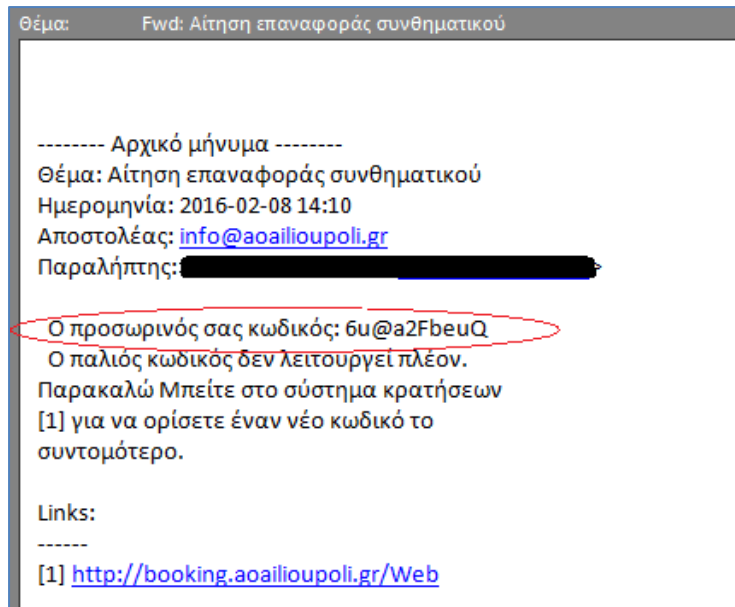 Θέμα: Fwd: Αίτηση επαναφοράς συνθηματικού
-------- Αρχικό μήνυμα --------
Θέμα: Αίτηση επαναφοράς συνθηματικού
Ημερομηνία: 2016-02-08 14:10
Αποστολέας: info@aoailioupoli.gr
Παραλήπτης:
Ο προσωρινός σας κωδικός: 6u@a2FbeuQ
Ο παλιός κωδικός δεν λειτουργεί πλέον.
Παρακαλώ Μπείτε στο σύστημα κρατήσεων
[1] για να ορίσετε έναν νέο κωδικό το
συντομότερο.
Links:
------
[1] http://booking.aoailioupoli.gr/Web